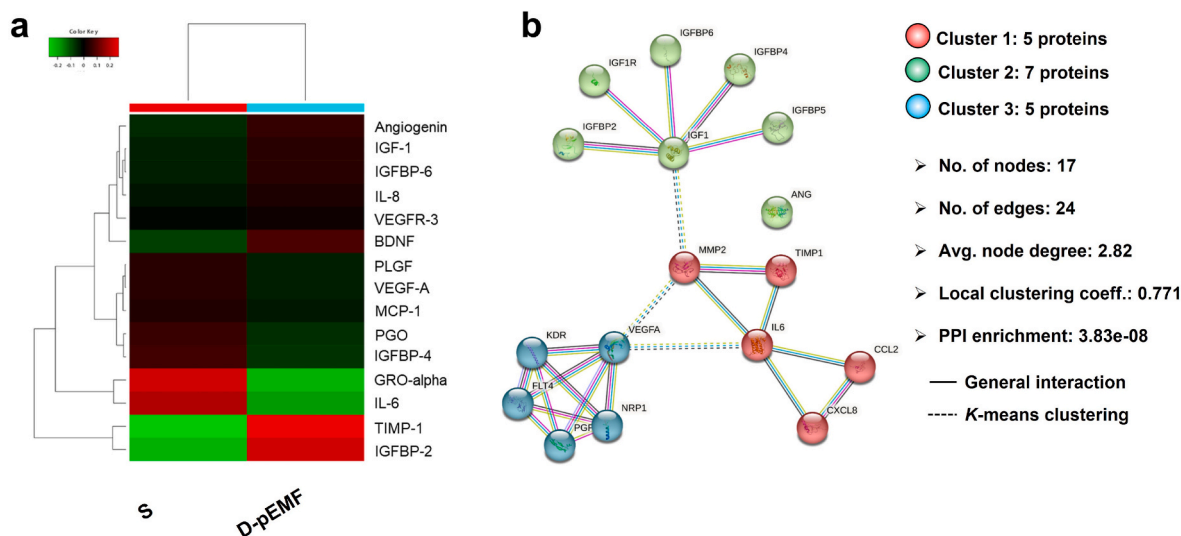 a
Color Key
-0.2 -0.1 0 0.1 0.2
Angiogenin
IGF-1
IGFBP-6
IL-8
VEGFR-3
BDNF
PLGF
VEGF-A
MCP-1
PGO
IGFBP-4
GRO-alpha
IL-6
TIMP-1
IGFBP-2
S
D-pEMF
b
IGFBP6
IGF1R
IGFBP4
IGFBP5
IGFBP2
IGF1
ANG
MMP2
TIMP1
KDR
VEGFA
IL6
CCL2
FLT4
NRP1
CXCL8
PGF
Cluster 1: 5 proteins
Cluster 2: 7 proteins
Cluster 3: 5 proteins
➢ No. of nodes: 17
➢ No. of edges: 24
➢ Avg. node degree: 2.82
➢ Local clustering coeff.: 0.771
➢ PPI enrichment: 3.83e-08
General interaction
K-means clustering